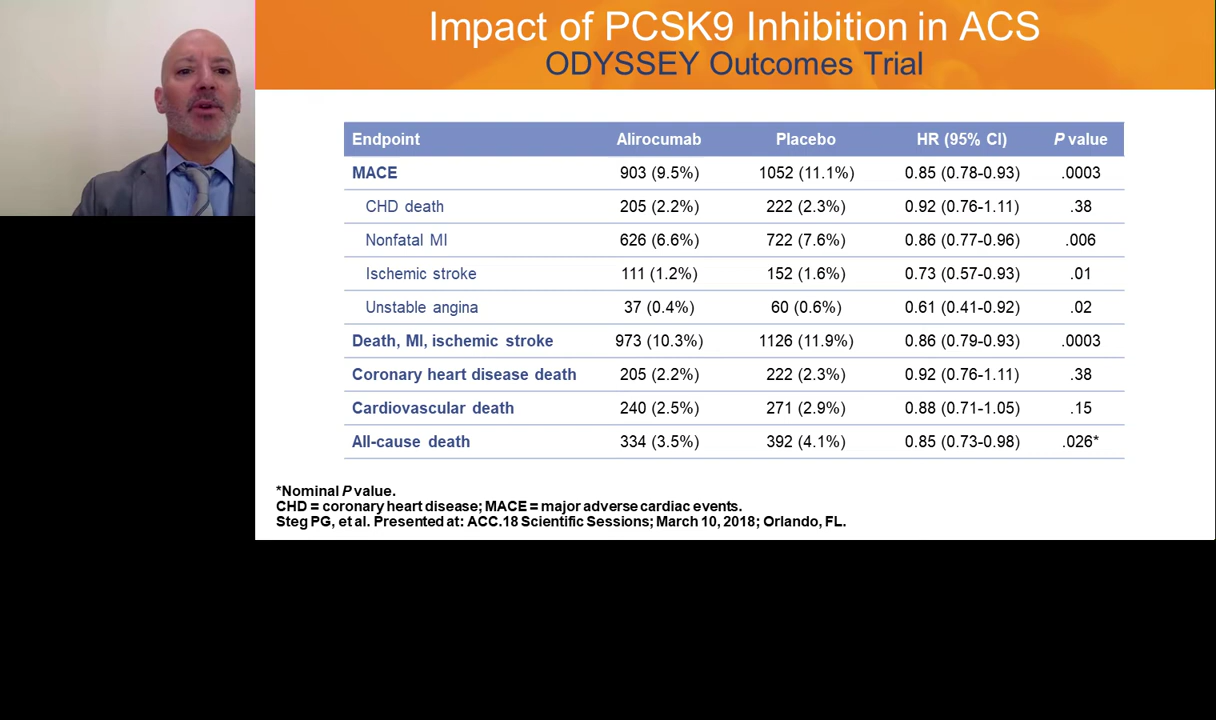 Impact of PCSK9 Inhibition in ACS
ODYSSEY Outcomes Trial
Endpoint Alirocumab Placebo HR (95% CI) P value
MACE 903 (9.5%) 1052 (11.1%) 0.85 (0.78-0.93) .0003
CHD death 205 (2.2%) 222 (2.3%) 0.92 (0.76-1.11) .38
Nonfatal MI 626 (6.6%) 722 (7.6%) 0.86 (0.77-0.96) .006
Ischemic stroke 111 (1.2%) 152 (1.6%) 0.73 (0.57-0.93) .01
Unstable angina 37 (0.4%) 60 (0.6%) 0.61 (0.41-0.92) .02
Death, MI, ischemic stroke 973 (10.3%) 1126 (11.9%) 0.86 (0.79-0.93) .0003
Coronary heart disease death 205 (2.2%) 222 (2.3%) 0.92 (0.76-1.11) .38
Cardiovascular death 240 (2.5%) 271 (2.9%) 0.88 (0.71-1.05) .15
All-cause death 334 (3.5%) 392 (4.1%) 0.85 (0.73-0.98) .026*
*Nominal P value.
CHD = coronary heart disease; MACE = major adverse cardiac events.
Steg PG, et al. Presented at: ACC.18 Scientific Sessions; March 10, 2018; Orlando, FL.